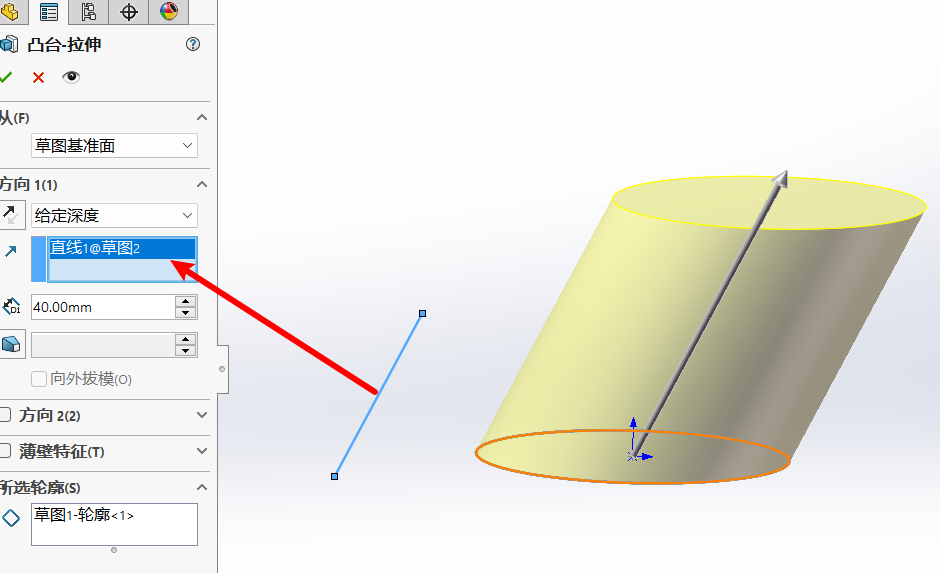 凸台-拉伸
从(F)
草图基准面
方向 1(1)
给定深度
直线1@草图2
D1
40.00mm
向外拔模(O)
方向 2(2)
薄壁特征(T)
所选轮廓(S)
草图1-轮廓<1>